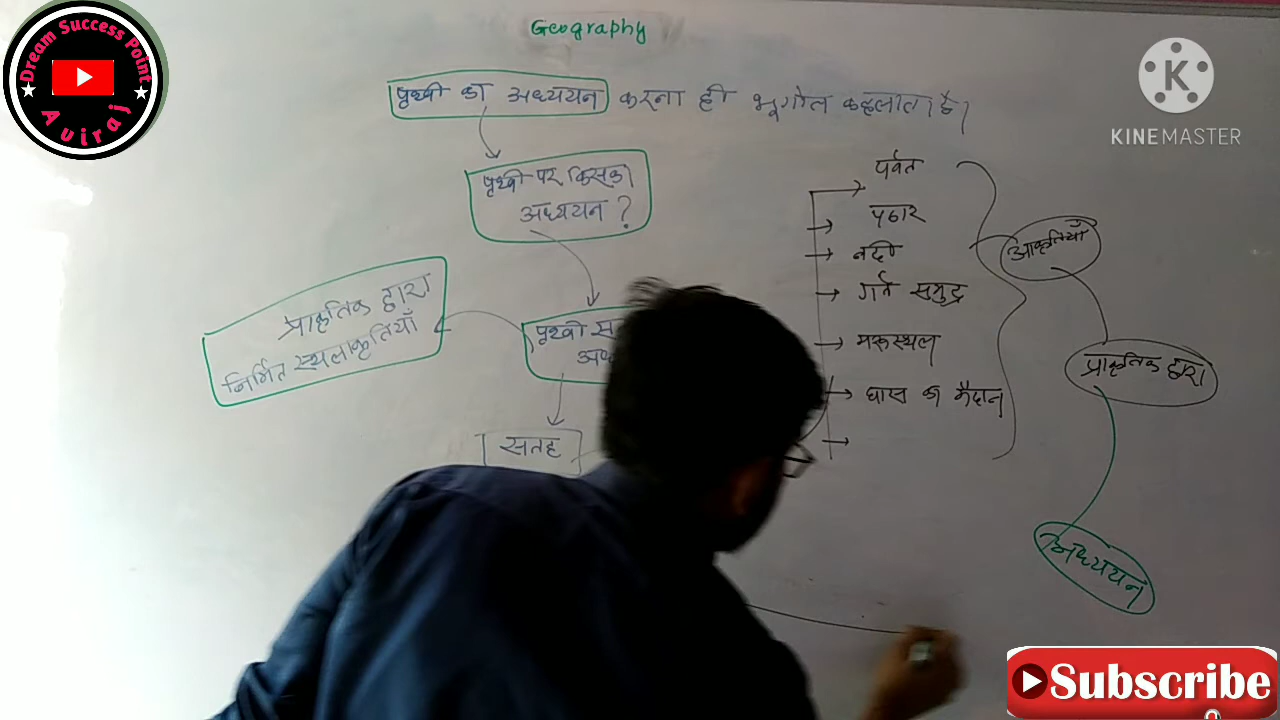 Dream Success Point
Aviraj
Geography
K
KINEMASTER
पृथ्वी का अध्ययन करना ही भूगोल कहलाता है।
पृथ्वी पर किसका
अध्ययन ?
प्राकृतिक द्वारा
निर्मित स्थलाकृतियाँ
पृथ्वी
सतह
पर्वत
पठार
नदी
गर्त समुद्र
मरूस्थल
घास का मैदान
आकृतियाँ
प्राकृतिक द्वारा
अध्ययन
Subscribe